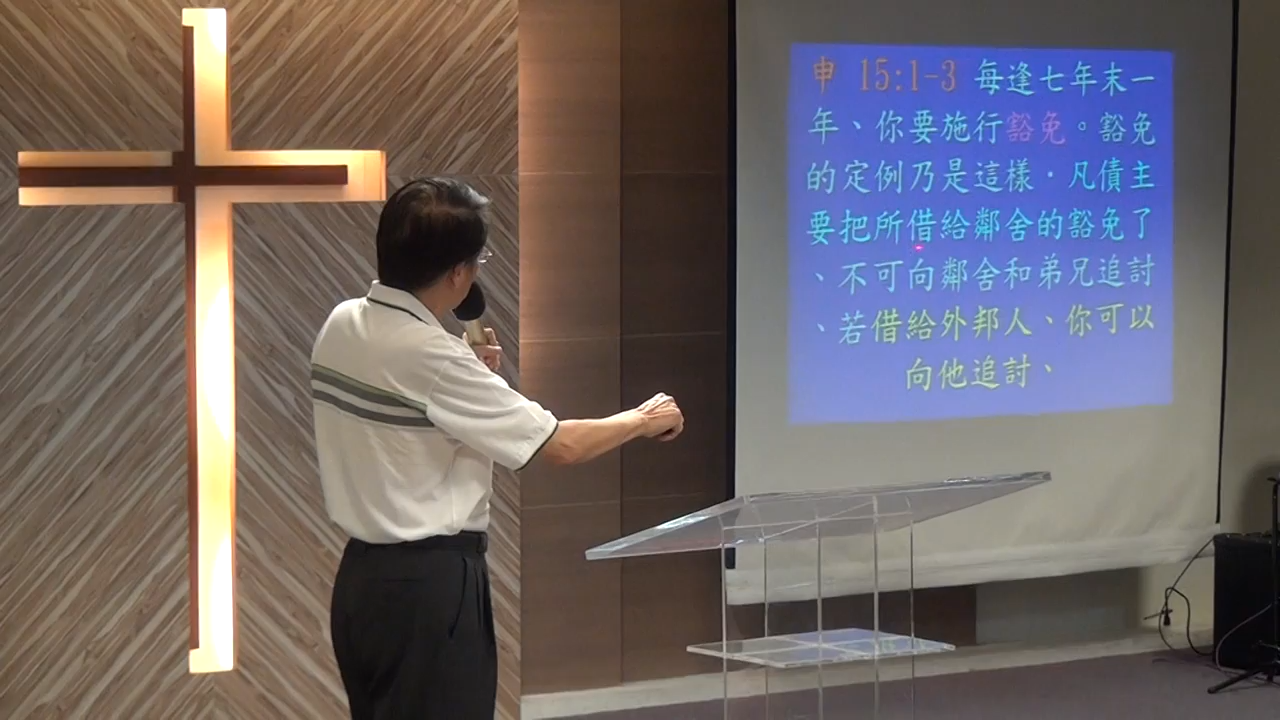 申 15:1-3 每逢七年末一
年、你要施行豁免。豁免
的定例乃是這樣．凡債主
要把所借給鄰舍的豁免了
、不可向鄰舍和弟兄追討
、若借給外邦人、你可以
向他追討、